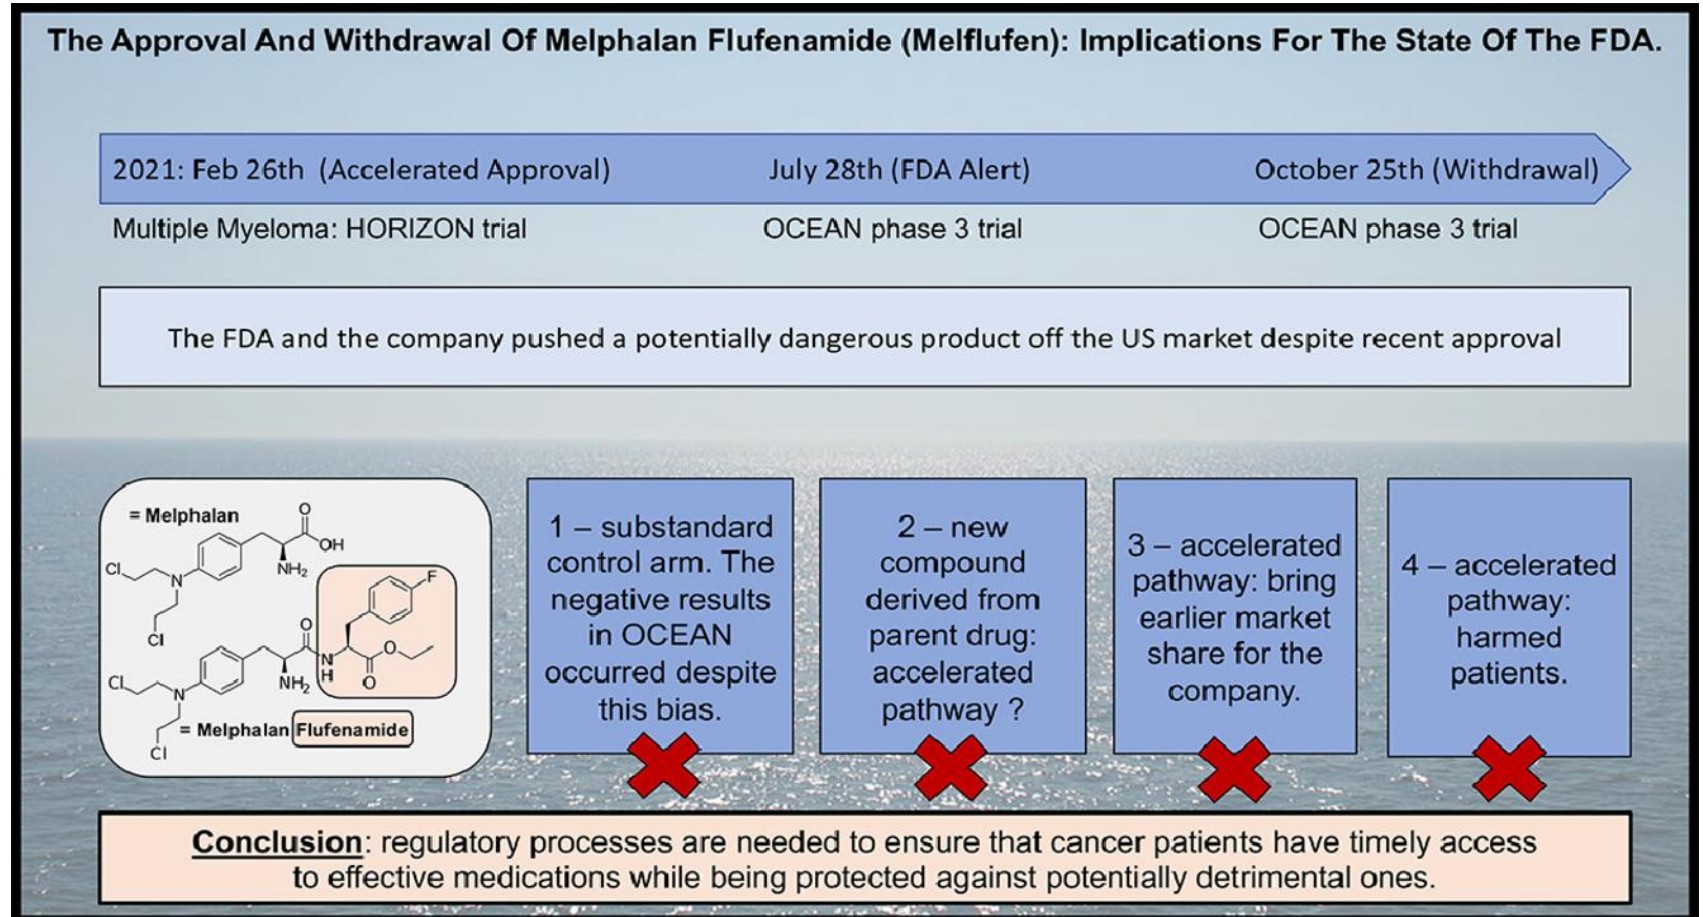 The Approval And Withdrawal Of Melphalan Flufenamide (Melflufen): Implications For The State Of The FDA.
2021: Feb 26th (Accelerated Approval) July 28th (FDA Alert) October 25th (Withdrawal)
Multiple Myeloma: HORIZON trial OCEAN phase 3 trial OCEAN phase 3 trial
The FDA and the company pushed a potentially dangerous product off the US market despite recent approval
= Melphalan
O
OH
NH2
Cl
N
Cl
F
O
N
H
O
O
NH2
Cl
N
Cl
= Melphalan Flufenamide
1 – substandard
control arm. The
negative results
in OCEAN
occurred despite
this bias.
2 – new
compound
derived from
parent drug:
accelerated
pathway ?
3 – accelerated
pathway: bring
earlier market
share for the
company.
4 – accelerated
pathway:
harmed
patients.
Conclusion: regulatory processes are needed to ensure that cancer patients have timely access
to effective medications while being protected against potentially detrimental ones.